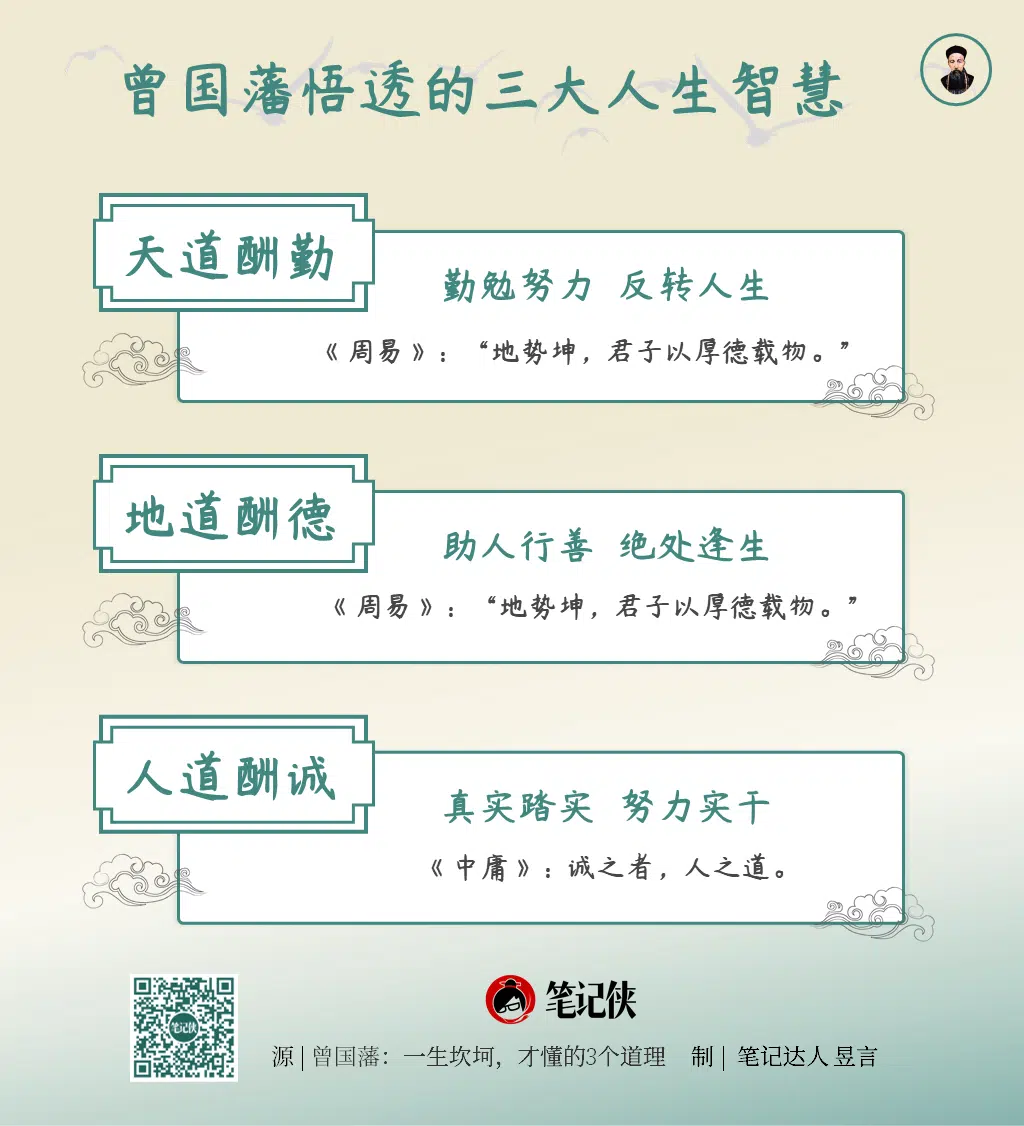 曾国藩悟透的三大人生智慧
天道酬勤
勤勉努力 反转人生
《周易》：“地势坤，君子以厚德载物。”
地道酬德
助人行善 绝处逢生
《周易》：“地势坤，君子以厚德载物。”
人道酬诚
真实踏实 努力实干
《中庸》：诚之者，人之道。
笔记侠
笔记侠
源 | 曾国藩：一生坎坷，才懂的3个道理 制 | 笔记达人 昱言